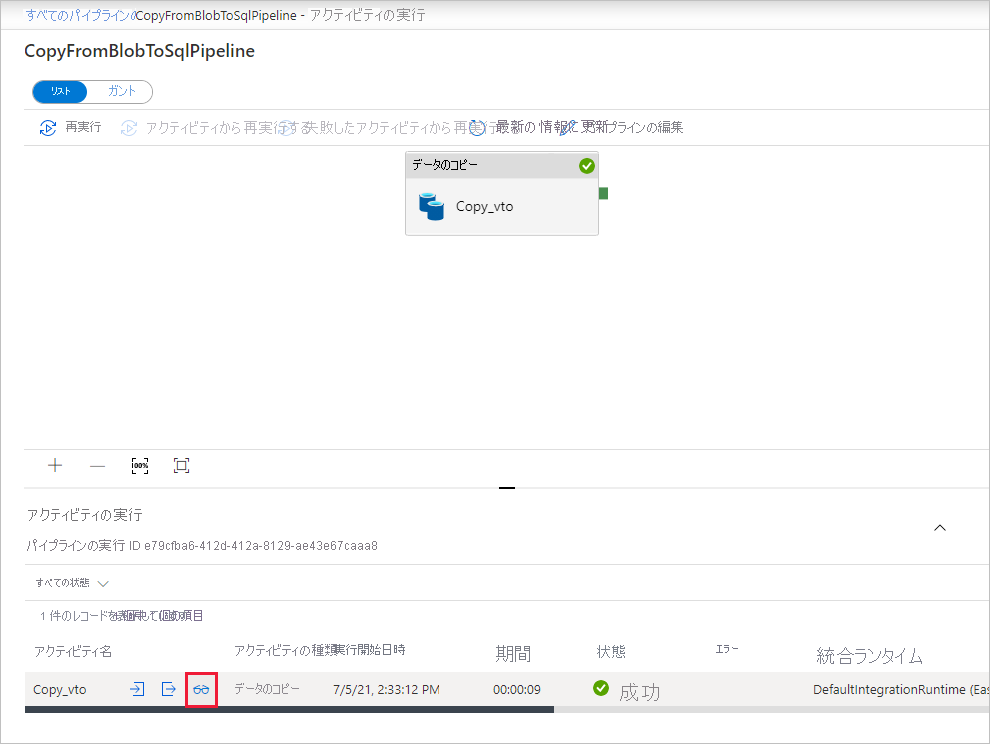 すべてのパイプラインの CopyFromBlobToSqlPipeline - アクティビティの実行
CopyFromBlobToSqlPipeline
リスト ガント
再実行 アクティビティから再実行する 失敗したアクティビティから再実行 最新の情報に更新 パイプラインの編集
データのコピー
Copy_vto
100%
アクティビティの実行
パイプラインの実行 ID e79cfba6-412d-412a-8129-ae43e67caaa8
すべての状態
1 件のレコードを 項目
アクティビティ名 アクティビティの種類 実行開始日時 期間 状態 エラー 統合ランタイム
Copy_vto データのコピー 7/5/21, 2:33:12 PM 00:00:09 成功 DefaultIntegrationRuntime (Eas